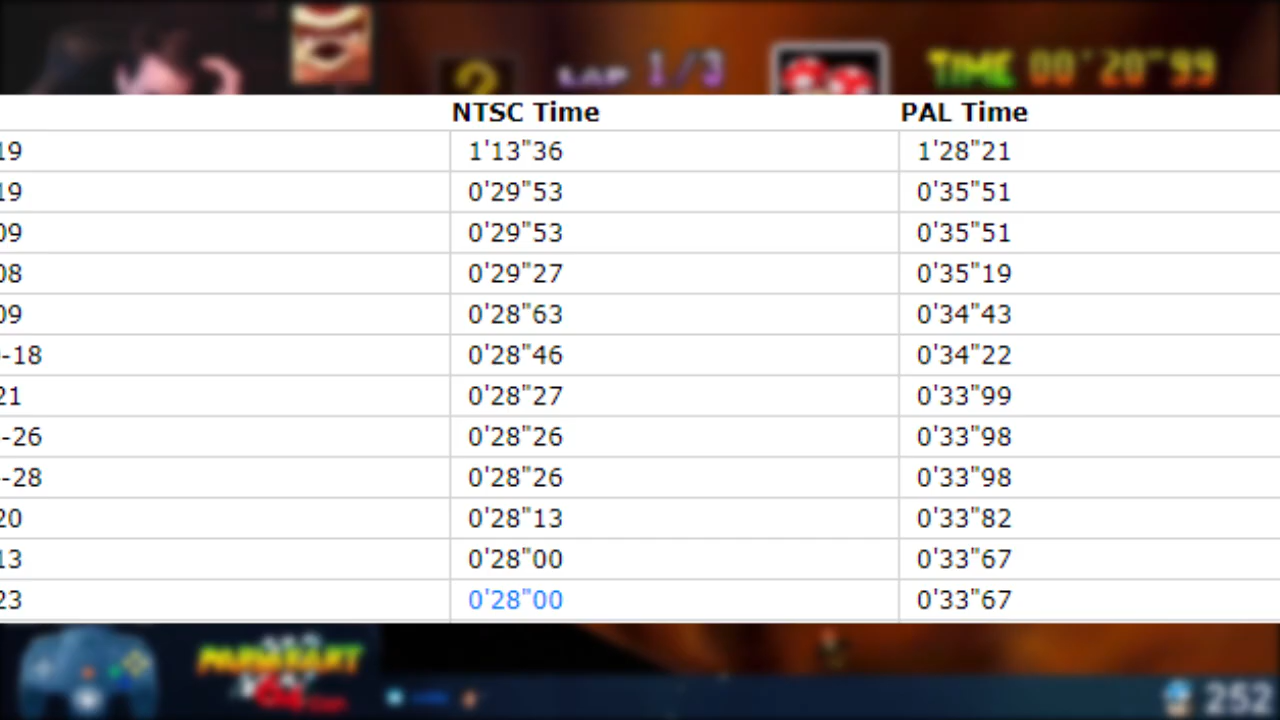 ? LAP 1/3 TIME 00'20"99
NTSC Time PAL Time
19 1'13"36 1'28"21
19 0'29"53 0'35"51
09 0'29"53 0'35"51
08 0'29"27 0'35"19
09 0'28"63 0'34"43
-18 0'28"46 0'34"22
21 0'28"27 0'33"99
-26 0'28"26 0'33"98
-28 0'28"26 0'33"98
20 0'28"13 0'33"82
13 0'28"00 0'33"67
23 0'28"00 0'33"67
MARIOKART
64
252